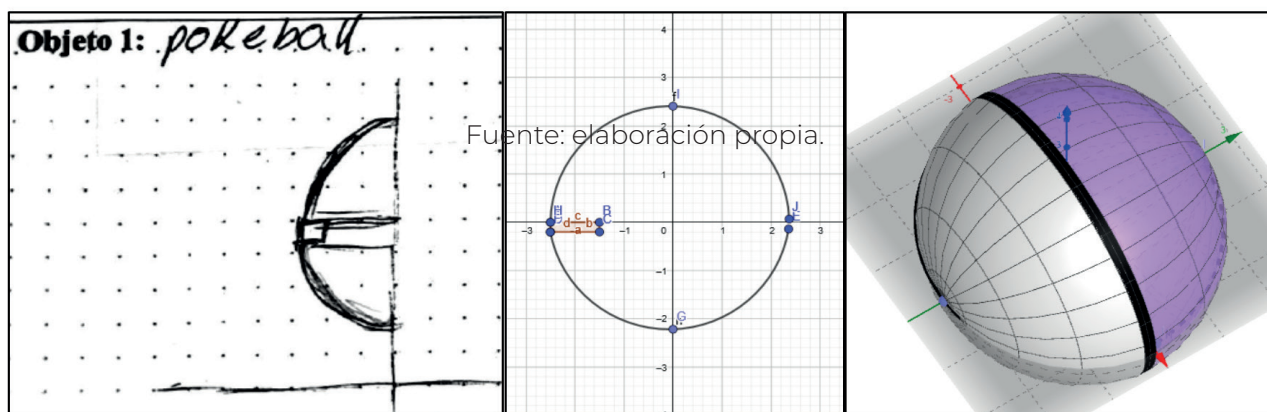 Objeto 1: pokeball.
Fuente: elaboración propia.
4
3
2
1
0
-1
-2
-3
-3
-2
-1
1
2
3
I
H
B
C
c
d
b
a
J
E
G
-3